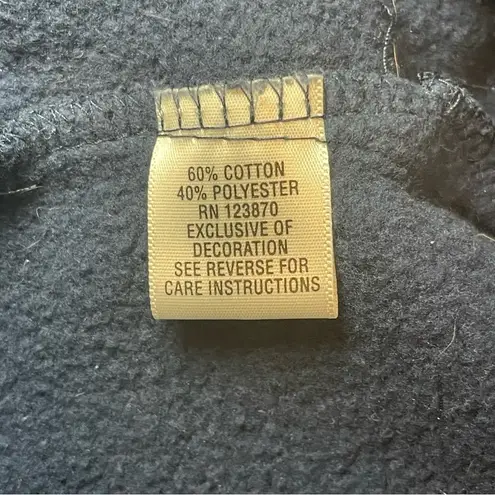 60% COTTON
40% POLYESTER
RN 123870
EXCLUSIVE OF
DECORATION
SEE REVERSE FOR
CARE INSTRUCTIONS